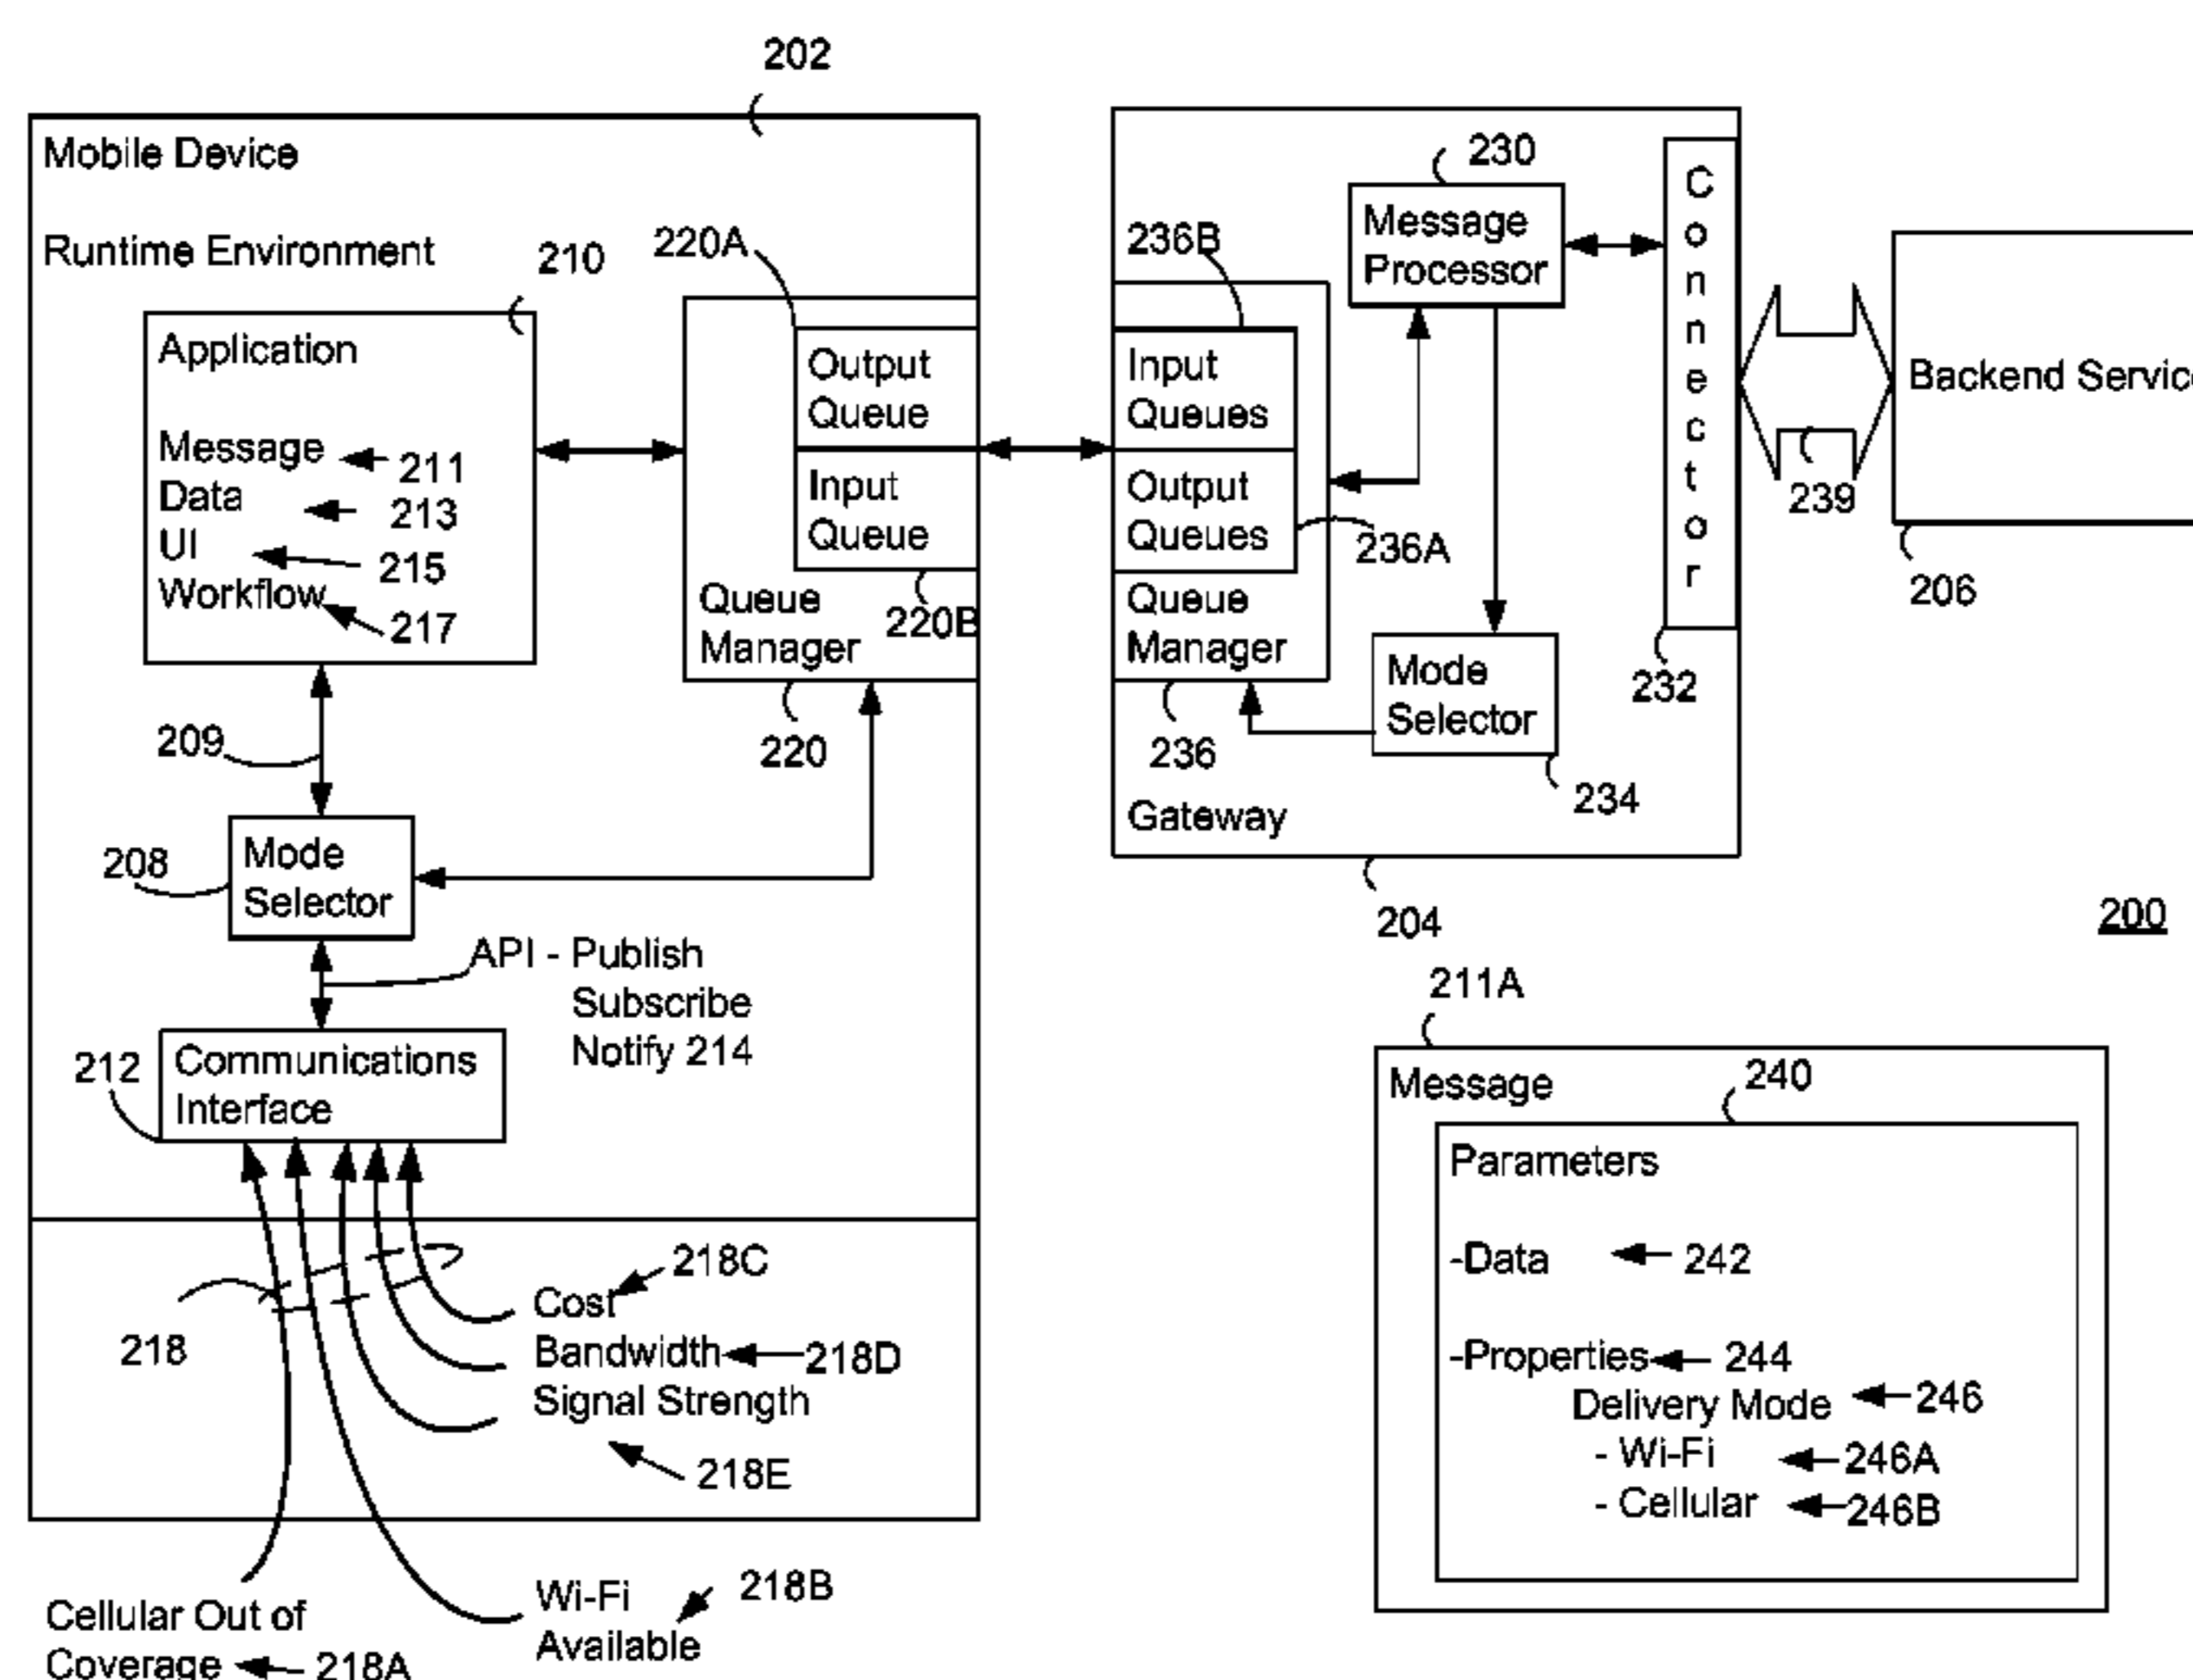 202
Mobile Device
Runtime Environment
210
Application
Message
211
Data
213
UI
215
Workflow
217
220A
Output
Queue
Input
Queue
220B
Queue
Manager
220
209
208
Mode
Selector
API - Publish
Subscribe
Notify 214
212
Communications
Interface
218
Cost
218C
Bandwidth
218D
Signal Strength
218E
Cellular Out of
Coverage
218A
Wi-Fi
Available
218B
236B
Input
Queues
Output
Queues
236A
Queue
Manager
236
230
Message
Processor
Mode
Selector
234
Connector
232
Gateway
204
239
Backend Service
206
200
211A
Message
240
Parameters
-Data
242
-Properties
244
Delivery Mode
246
- Wi-Fi
246A
- Cellular
246B